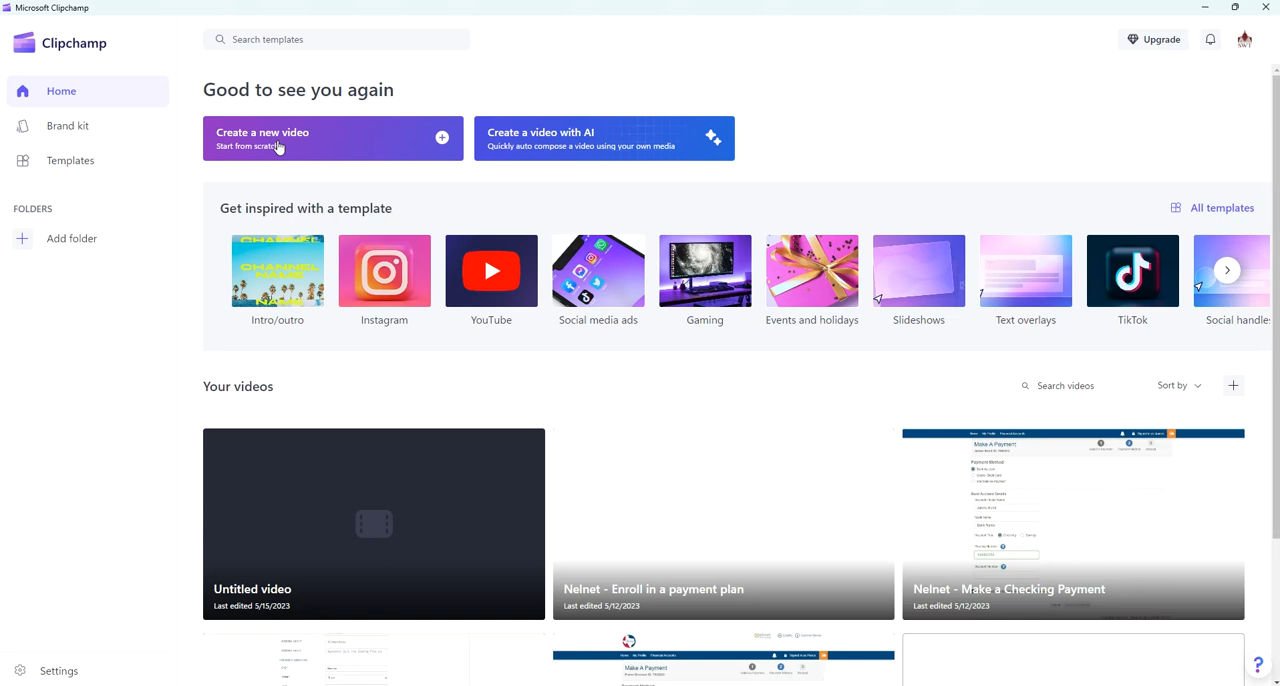 Microsoft Clipchamp
Clipchamp
Search templates
Upgrade
Home
Brand kit
Templates
FOLDERS
Add folder
Settings
Good to see you again
Create a new video
Start from scratch
Create a video with AI
Quickly auto compose a video using your own media
Get inspired with a template
All templates
CHANNEL
NAME
Intro/outro
Instagram
YouTube
Social media ads
Gaming
Events and holidays
Slideshows
Text overlays
TikTok
Social handles
Your videos
Search videos
Sort by
Untitled video
Last edited 5/15/2023
Nelnet - Enroll in a payment plan
Last edited 5/12/2023
Make A Payment
Payment Method
Nelnet - Make a Checking Payment
Last edited 5/12/2023
Make A Payment
?